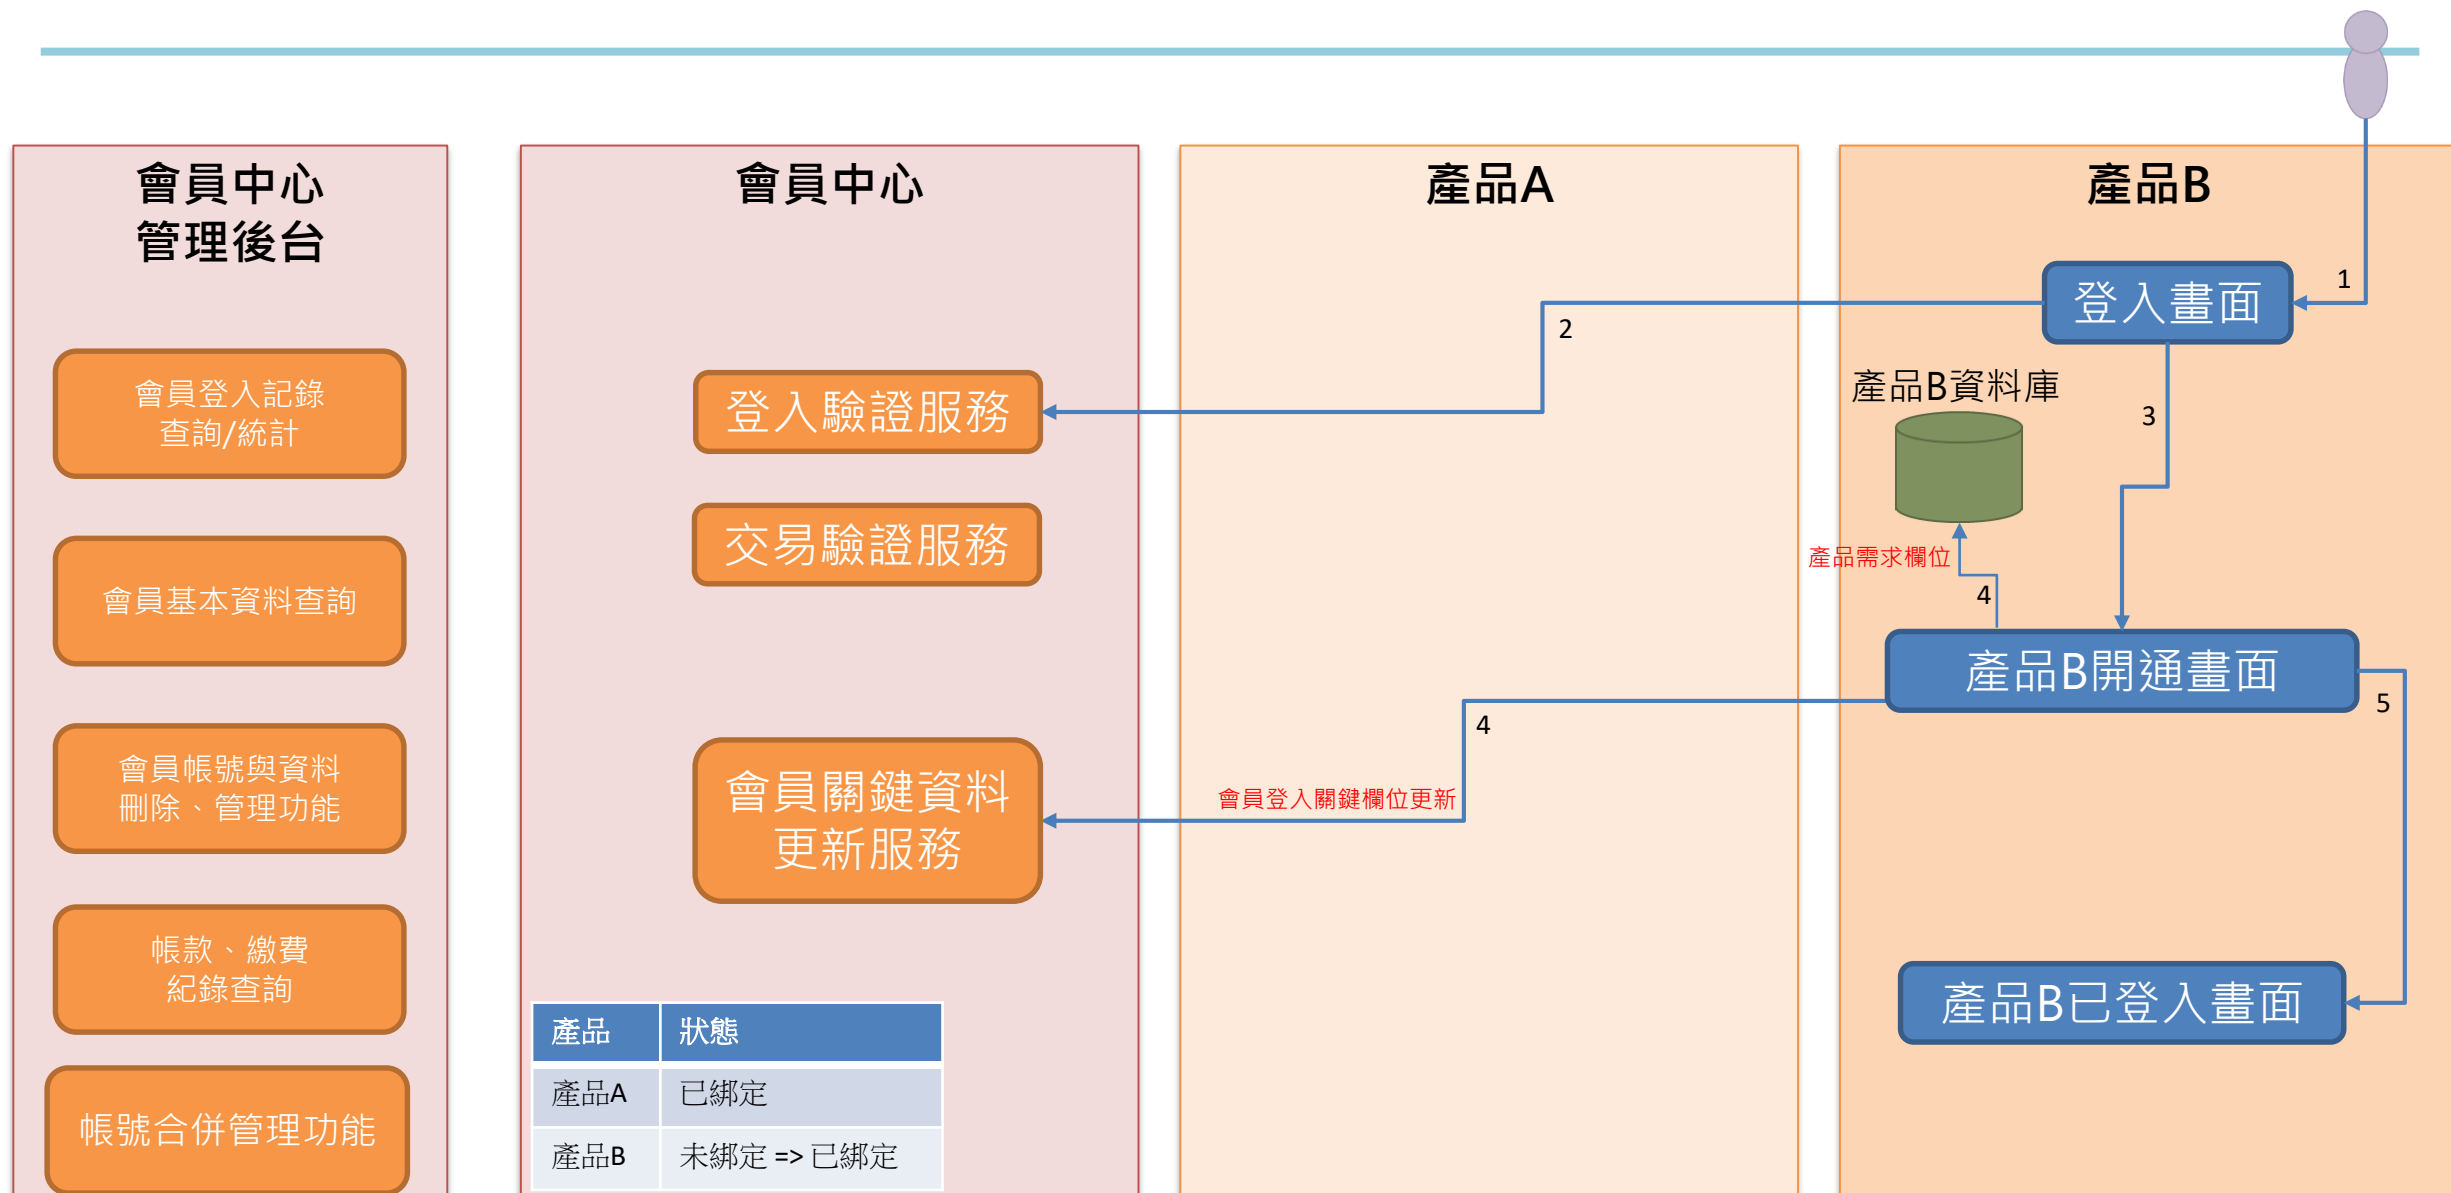 會員中心
管理後台
會員登入記錄
查詢/統計
會員基本資料查詢
會員帳號與資料
刪除、管理功能
帳款、繳費
紀錄查詢
帳號合併管理功能
會員中心
登入驗證服務
交易驗證服務
會員關鍵資料
更新服務
產品 狀態
產品A 已綁定
產品B 未綁定 => 已綁定
產品A
2
4
會員登入關鍵欄位更新
產品B
1
登入畫面
產品B資料庫
3
產品需求欄位
4
產品B開通畫面
5
產品B已登入畫面